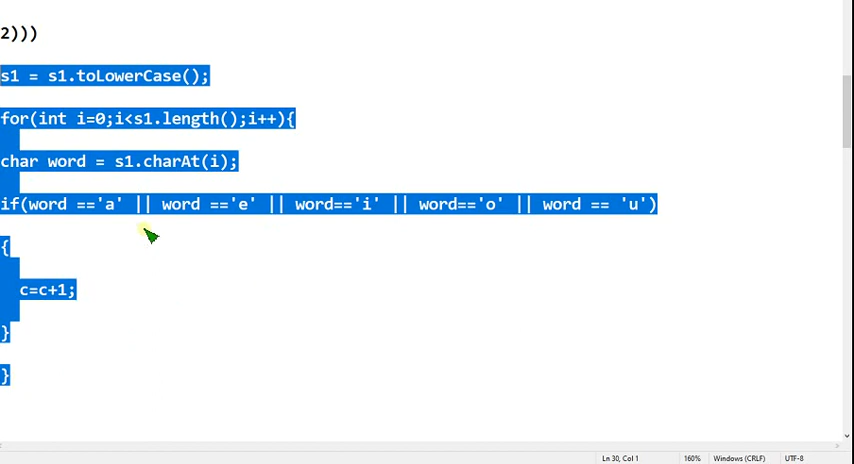 2)))
s1 = s1.toLowerCase();
for(int i=0;i<s1.length();i++){
char word = s1.charAt(i);
if(word =='a' || word =='e' || word=='i' || word=='o' || word == 'u')
{
c=c+1;
}
}
Ln 30, Col 1 160% Windows (CRLF) UTF-8